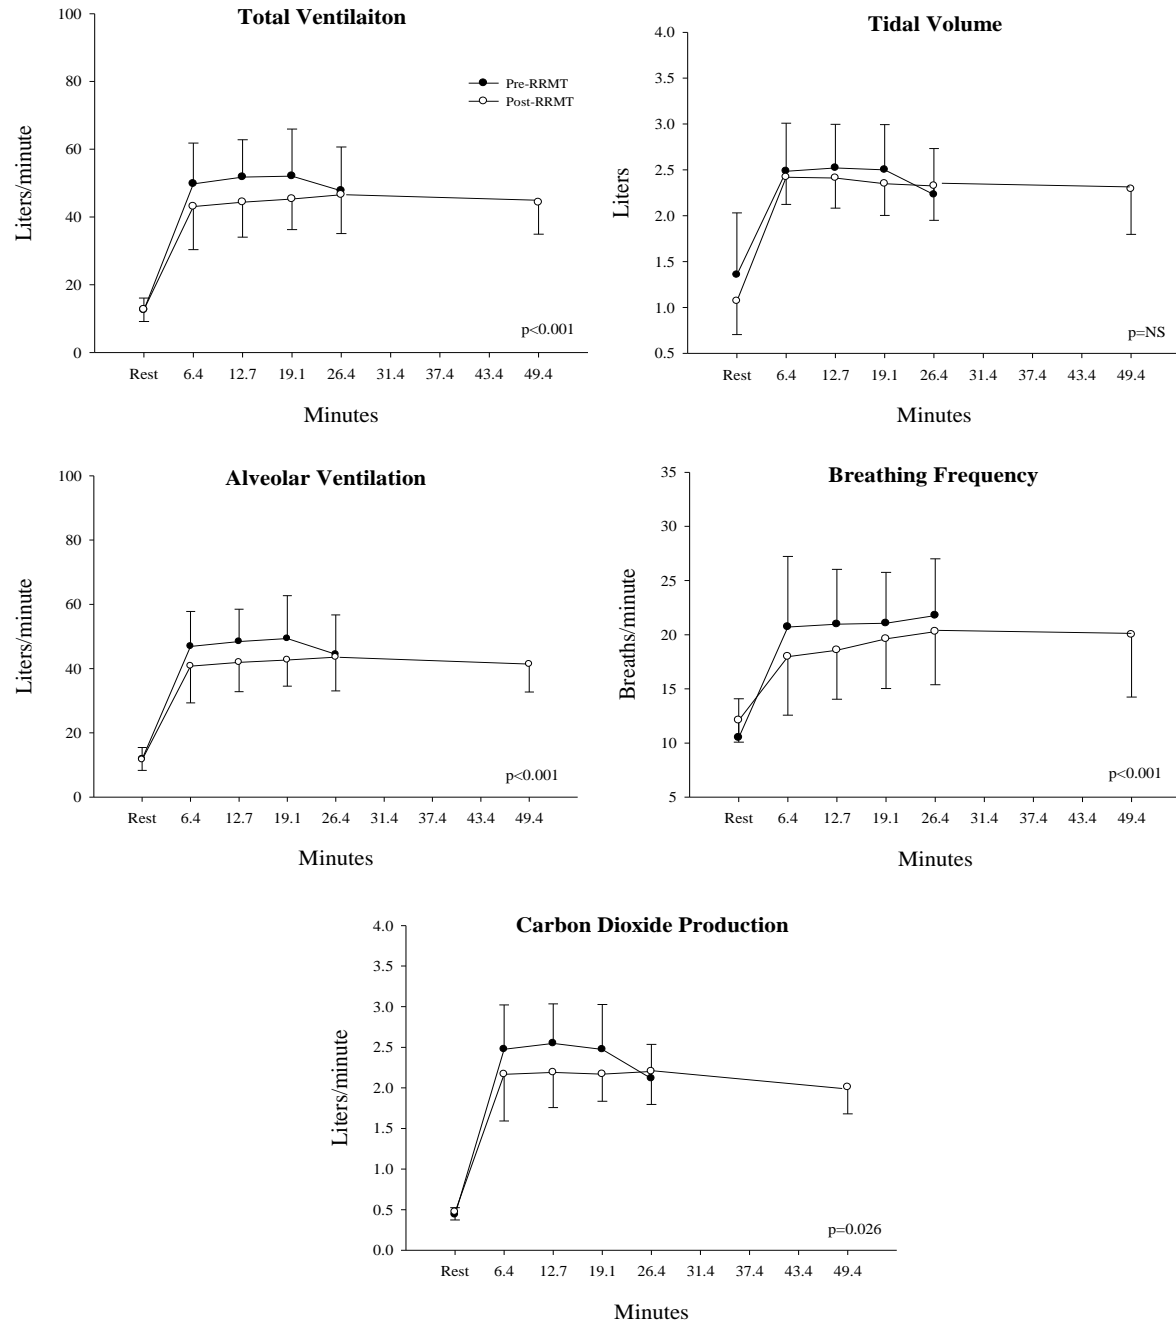 Total Ventilaiton
100
80
60
40
20
0
Liters/minute
Pre-RRMT
Post-RRMT
p<0.001
Rest 6.4 12.7 19.1 26.4 31.4 37.4 43.4 49.4
Minutes
Tidal Volume
4.0
3.0
2.5
2.0
1.5
1.0
0.5
Liters
p=NS
Rest 6.4 12.7 19.1 26.4 31.4 37.4 43.4 49.4
Minutes
Alveolar Ventilation
100
80
60
40
20
0
Liters/minute
p<0.001
Rest 6.4 12.7 19.1 26.4 31.4 37.4 43.4 49.4
Minutes
Breathing Frequency
35
30
25
20
15
10
5
Breaths/minute
p<0.001
Rest 6.4 12.7 19.1 26.4 31.4 37.4 43.4 49.4
Minutes
Carbon Dioxide Production
4.0
3.5
3.0
2.5
2.0
1.5
1.0
0.5
0.0
Liters/minute
p=0.026
Rest 6.4 12.7 19.1 26.4 31.4 37.4 43.4 49.4
Minutes